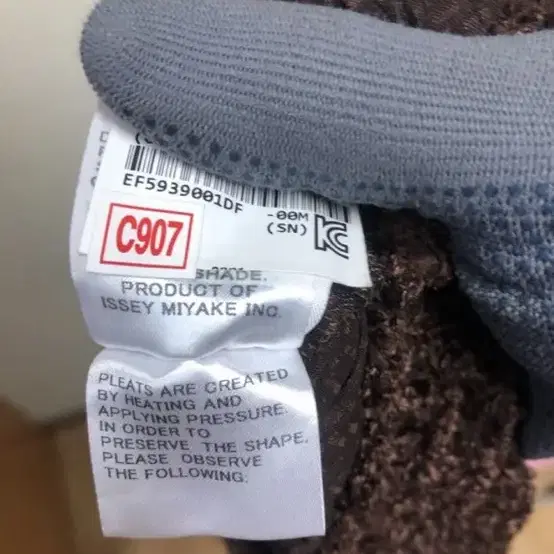 EF5939001DF
-00M
(SN)
KC
C907
SHADE.
PRODUCT OF
ISSEY MIYAKE INC.
PLEATS ARE CREATED
BY HEATING AND
APPLYING PRESSURE.
IN ORDER TO
PRESERVE THE SHAPE,
PLEASE OBSERVE
THE FOLLOWING: